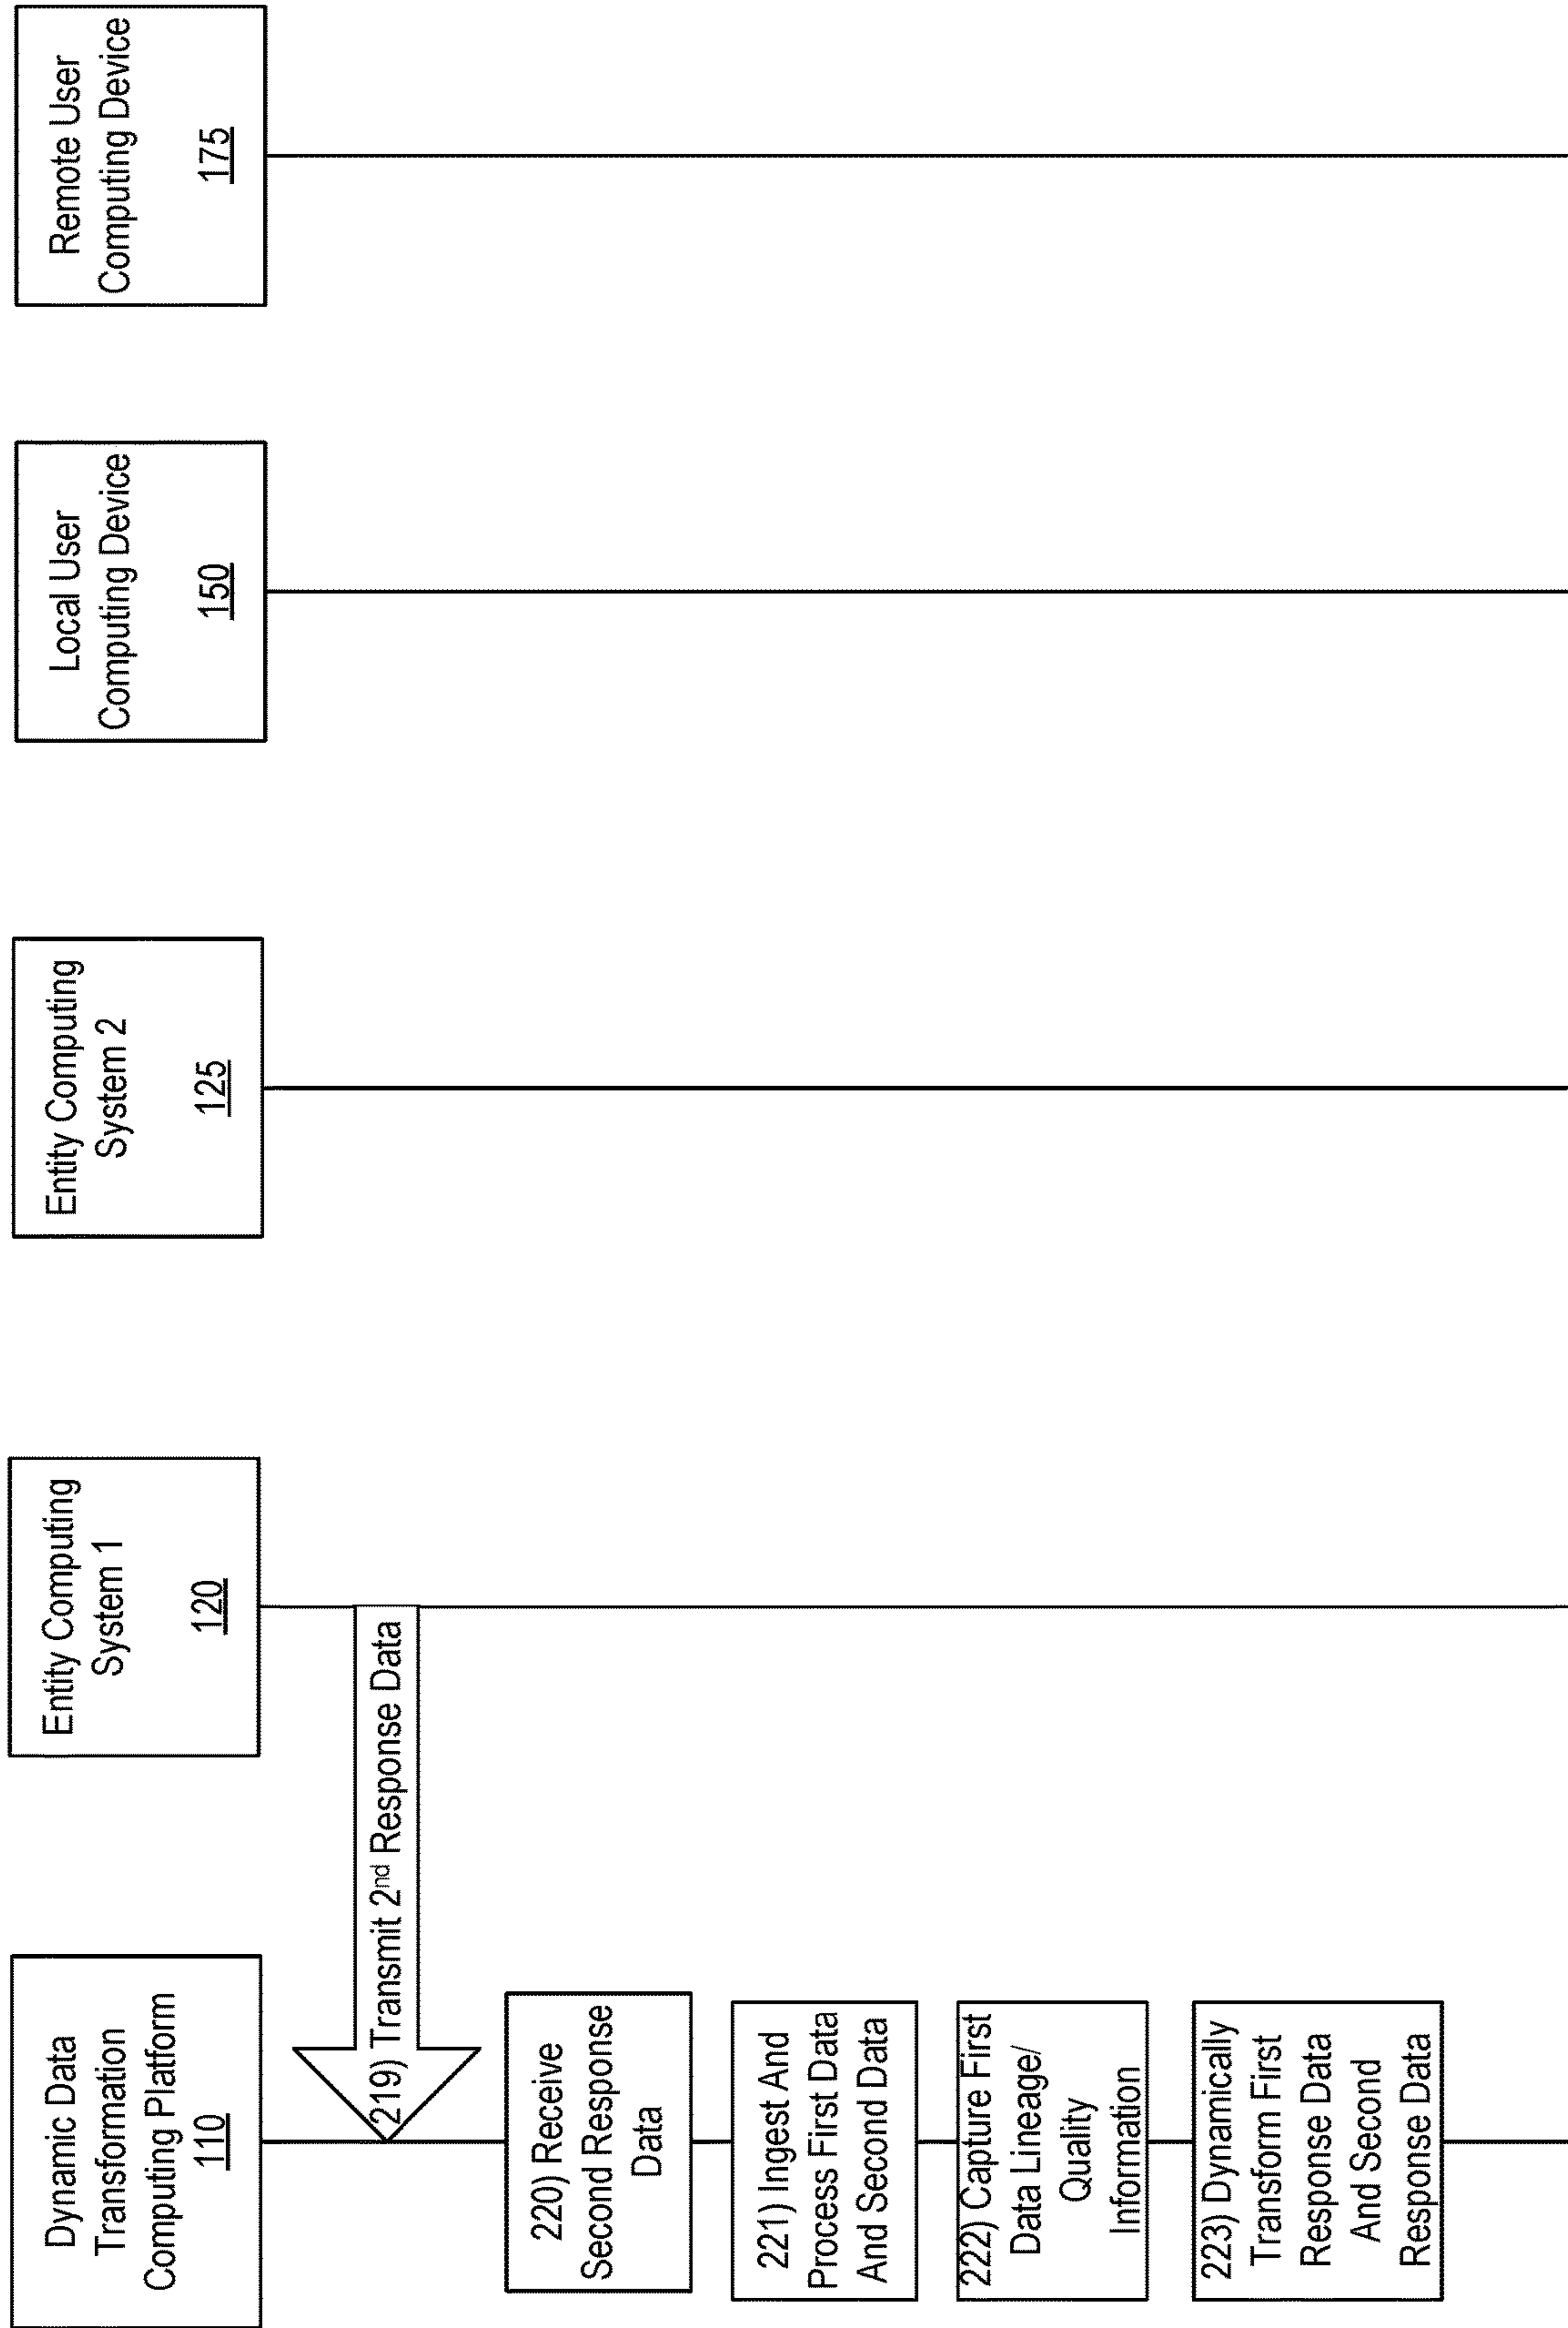 Dynamic Data
Transformation
Computing Platform
110
Entity Computing
System 1
120
Entity Computing
System 2
125
Local User
Computing Device
150
Remote User
Computing Device
175
219) Transmit 2nd Response Data
220) Receive
Second Response
Data
221) Ingest And
Process First Data
And Second Data
222) Capture First
Data Lineage/
Quality
Information
223) Dynamically
Transform First
Response Data
And Second
Response Data